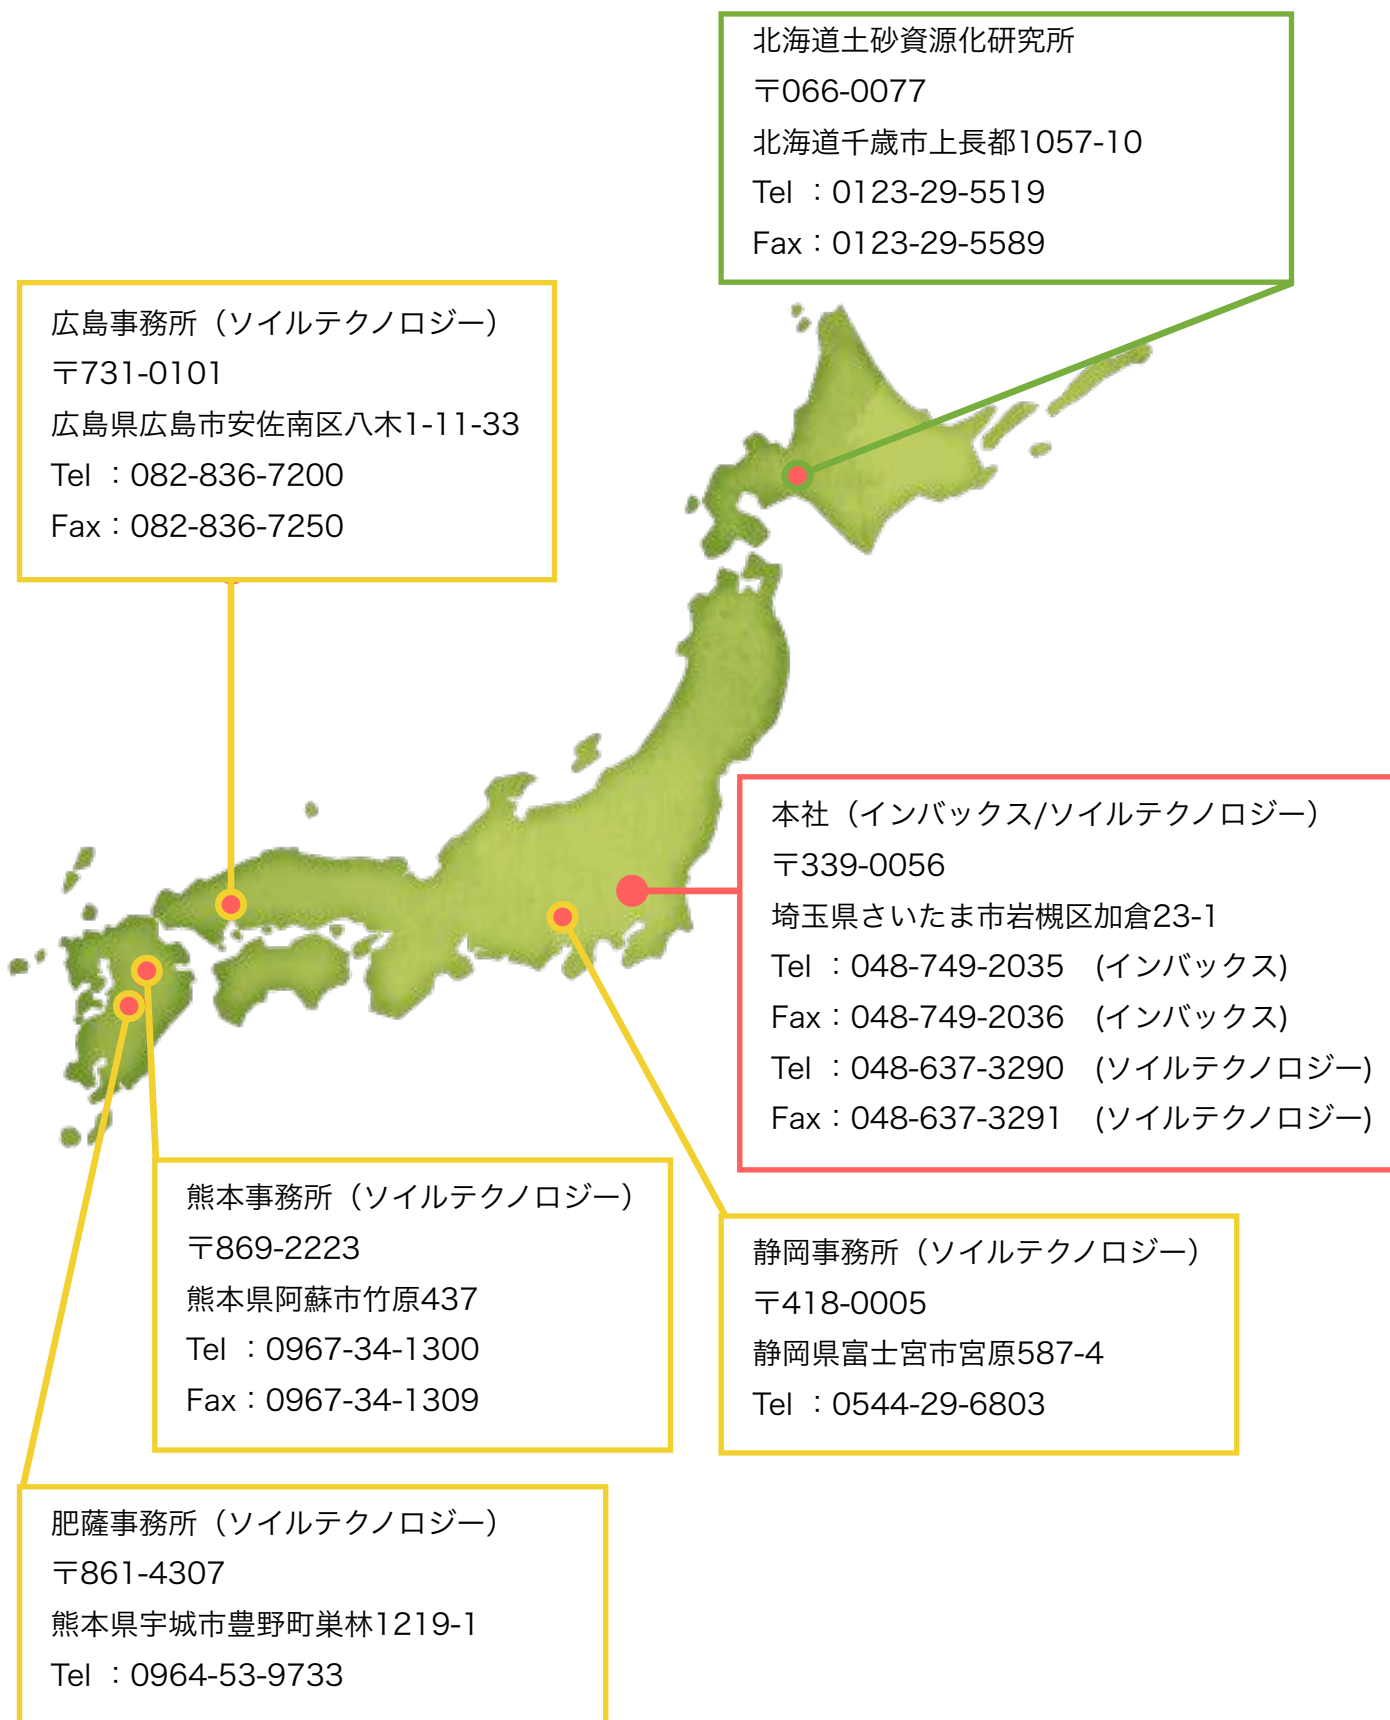 北海道土砂資源化研究所
〒066-0077
北海道千歳市上長都1057-10
Tel ：0123-29-5519
Fax：0123-29-5589
広島事務所（ソイルテクノロジー）
〒731-0101
広島県広島市安佐南区八木1-11-33
Tel ：082-836-7200
Fax：082-836-7250
本社（インバックス/ソイルテクノロジー）
〒339-0056
埼玉県さいたま市岩槻区加倉23-1
Tel ：048-749-2035　(インバックス)
Fax：048-749-2036　(インバックス)
Tel ：048-637-3290　(ソイルテクノロジー)
Fax：048-637-3291　(ソイルテクノロジー)
熊本事務所（ソイルテクノロジー）
〒869-2223
熊本県阿蘇市竹原437
Tel ：0967-34-1300
Fax：0967-34-1309
静岡事務所（ソイルテクノロジー）
〒418-0005
静岡県富士宮市宮原587-4
Tel ：0544-29-6803
肥薩事務所（ソイルテクノロジー）
〒861-4307
熊本県宇城市豊野町巣林1219-1
Tel ：0964-53-9733